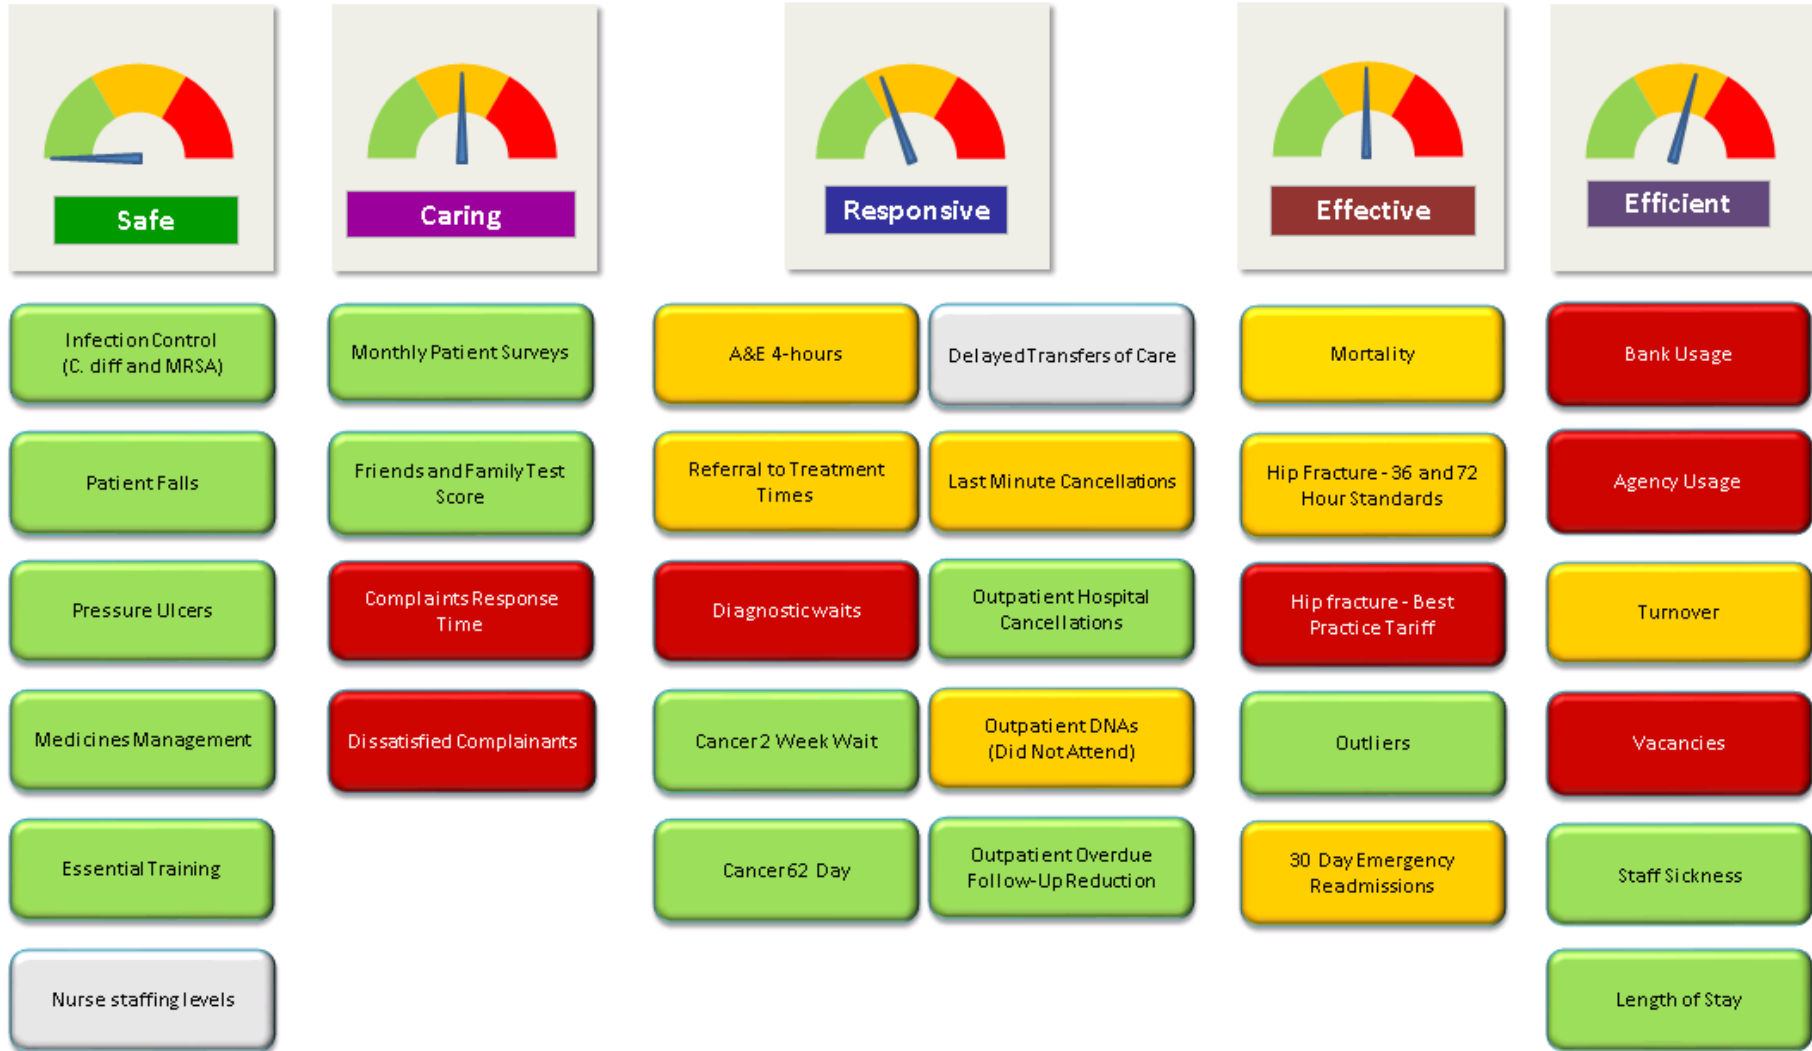 Safe
Caring
Responsive
Effective
Efficient
Infection Control
(C. diff and MRSA)
Patient Falls
Pressure Ulcers
Medicines Management
Essential Training
Nurse staffing levels
Monthly Patient Surveys
Friends and Family Test
Score
Complaints Response
Time
Dissatisfied Complainants
A&E 4-hours
Referral to Treatment
Times
Diagnostic waits
Cancer 2 Week Wait
Cancer 62 Day
Delayed Transfers of Care
Last Minute Cancellations
Outpatient Hospital
Cancellations
Outpatient DNAs
(Did Not Attend)
Outpatient Overdue
Follow-Up Reduction
Mortality
Hip Fracture - 36 and 72
Hour Standards
Hip fracture - Best
Practice Tariff
Outliers
30 Day Emergency
Readmissions
Bank Usage
Agency Usage
Turnover
Vacancies
Staff Sickness
Length of Stay